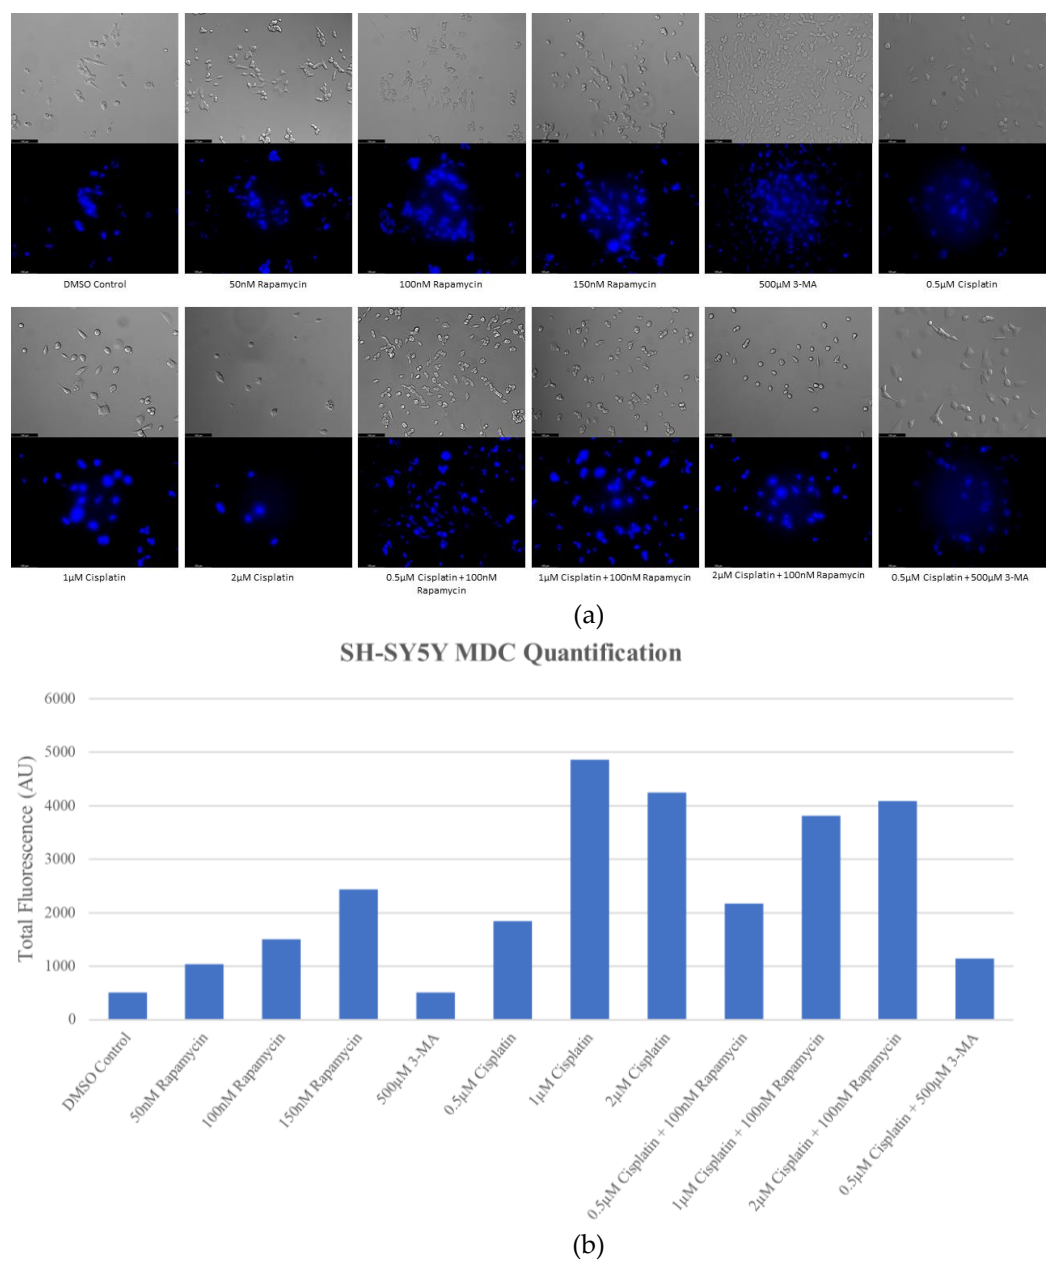 DMSO Control
50nM Rapamycin
100nM Rapamycin
150nM Rapamycin
500µM 3-MA
0.5µM Cisplatin
1µM Cisplatin
2µM Cisplatin
0.5µM Cisplatin + 100nM
Rapamycin
1µM Cisplatin + 100nM Rapamycin
2µM Cisplatin + 100nM Rapamycin
0.5µM Cisplatin + 500µM 3-MA
(a)
SH-SY5Y MDC Quantification
Total Fluorescence (AU)
6000
5000
4000
3000
2000
1000
0
DMSO Control
50nM Rapamycin
100nM Rapamycin
150nM Rapamycin
500µM 3-MA
0.5µM Cisplatin
1µM Cisplatin
2µM Cisplatin
0.5µM Cisplatin + 100nM Rapamycin
1µM Cisplatin + 100nM Rapamycin
2µM Cisplatin + 100nM Rapamycin
0.5µM Cisplatin + 500µM 3-MA
(b)